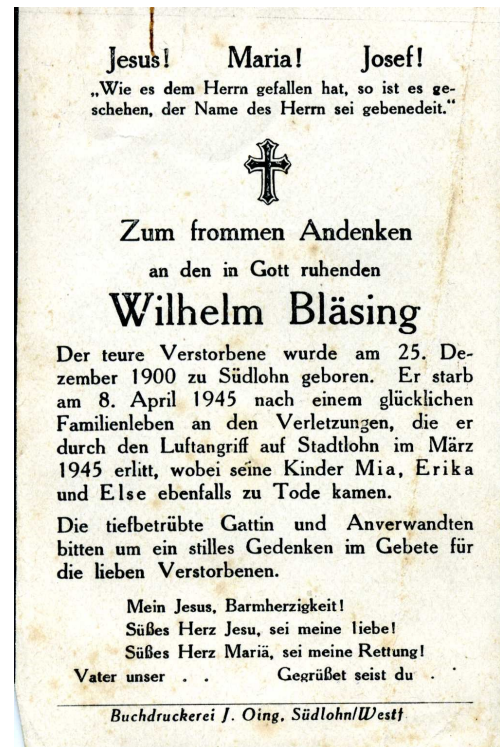 Jesus! Maria! Josef!
„Wie es dem Herrn gefallen hat, so ist es ge-
schehen, der Name des Herrn sei gebenedeit.“
Zum frommen Andenken
an den in Gott ruhenden
Wilhelm Bläsing
Der teure Verstorbene wurde am 25. De-
zember 1900 zu Südlohn geboren. Er starb
am 8. April 1945 nach einem glücklichen
Familienleben an den Verletzungen, die er
durch den Luftangriff auf Stadtlohn im März
1945 erlitt, wobei seine Kinder Mia, Erika
und Else ebenfalls zu Tode kamen.
Die tiefbetrübte Gattin und Anverwandten
bitten um ein stilles Gedenken im Gebete für
die lieben Verstorbenen.
Mein Jesus, Barmherzigkeit!
Süßes Herz Jesu, sei meine liebe!
Süßes Herz Mariä, sei meine Rettung!
Vater unser . . Gegrüßet seist du . .
Buchdruckerei J. Oing, Südlohn/Westf